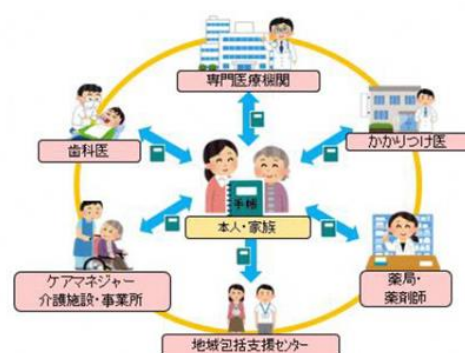 専門医療機関
歯科医
かかりつけ医
手帳
本人・家族
ケアマネジャー
介護施設・事業所
薬局・
薬剤師
地域包括支援センター